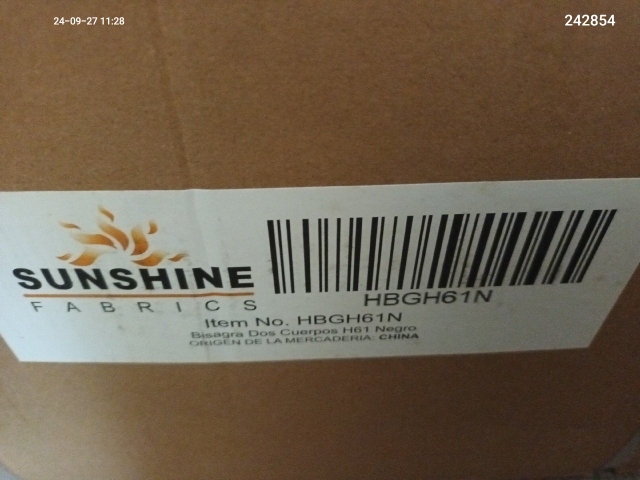 24-09-27 11:28
242854
SUNSHINE
FABRICS
HBGH61N
Item No. HBGH61N
Bisagra Dos Cuerpos H61 Negro
ORIGEN DE LA MERCADERIA: CHINA